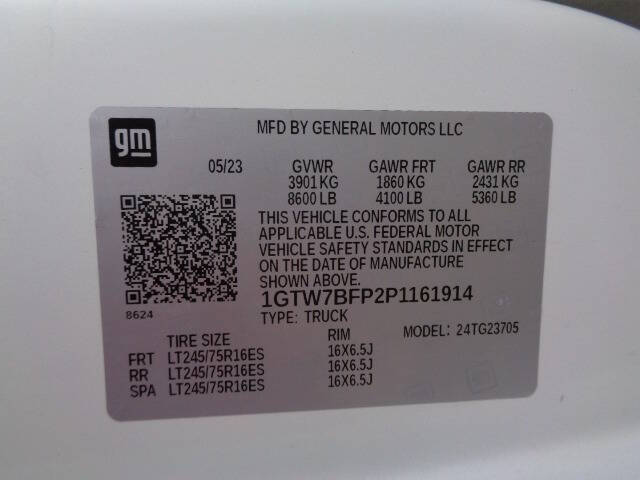 gm
MFD BY GENERAL MOTORS LLC
05/23 GVWR GAWR FRT GAWR RR
3901 KG 1860 KG 2431 KG
8600 LB 4100 LB 5360 LB
THIS VEHICLE CONFORMS TO ALL
APPLICABLE U.S. FEDERAL MOTOR
VEHICLE SAFETY STANDARDS IN EFFECT
ON THE DATE OF MANUFACTURE
SHOWN ABOVE.
1GTW7BFP2P1161914
8624
TYPE: TRUCK MODEL: 24TG23705
TIRE SIZE RIM
FRT LT245/75R16ES 16X6.5J
RR LT245/75R16ES 16X6.5J
SPA LT245/75R16ES 16X6.5J